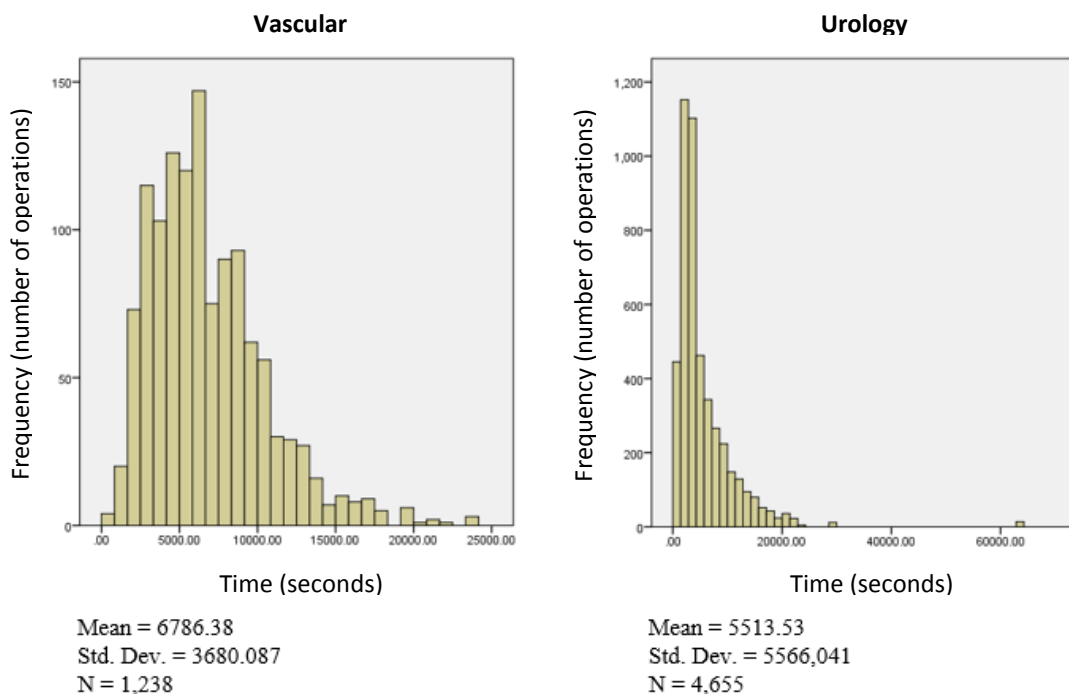 Vascular
Frequency (number of operations)
150
100
50
0
.00 5000.00 10000.00 15000.00 20000.00 25000.00
Time (seconds)
Mean = 6786.38
Std. Dev. = 3680.087
N = 1,238
Urology
Frequency (number of operations)
1,200
1,000
800
600
400
200
0
.00 20000.00 40000.00 60000.00
Time (seconds)
Mean = 5513.53
Std. Dev. = 5566,041
N = 4,655